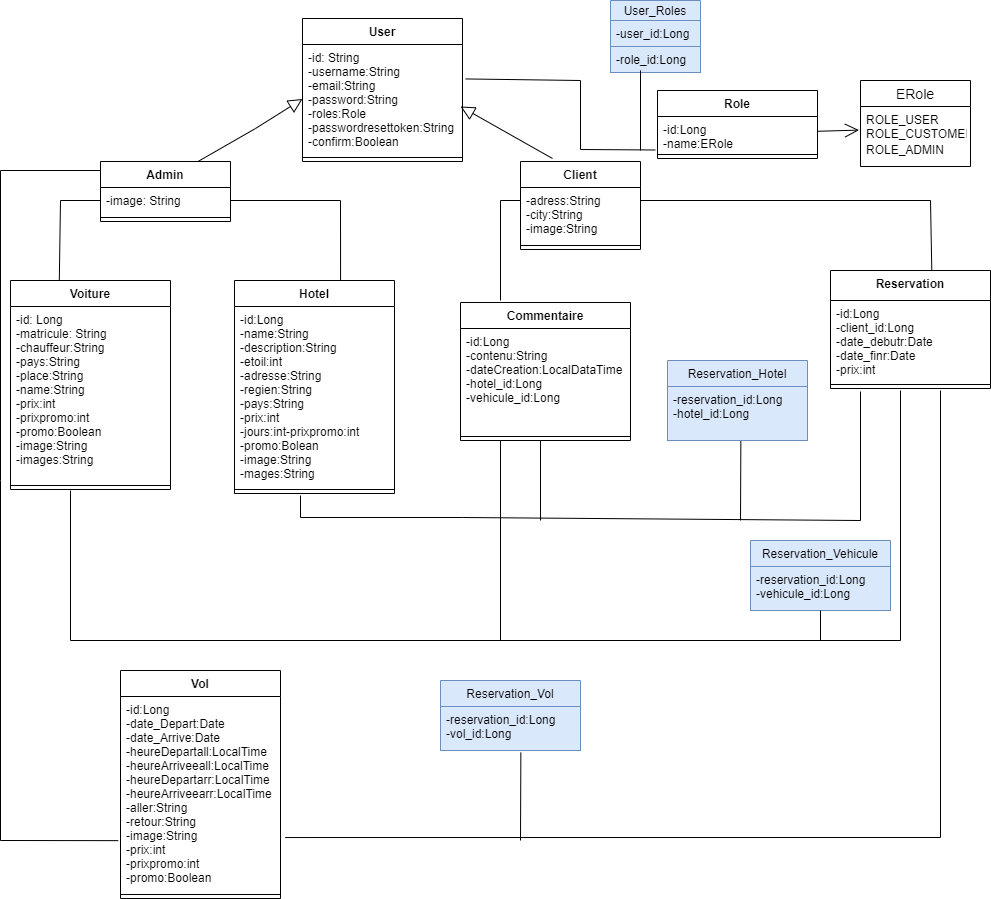 User
-id: String
-username:String
-email:String
-password:String
-roles:Role
-passwordresettoken:String
-confirm:Boolean
User_Roles
-user_id:Long
-role_id:Long
Role
-id:Long
-name:ERole
ERole
ROLE_USER
ROLE_CUSTOME
ROLE_ADMIN
Admin
-image: String
Client
-adress:String
-city:String
-image:String
Voiture
-id: Long
-matricule: String
-chauffeur:String
-pays:String
-place:String
-name:String
-prix:int
-prixpromo:int
-promo:Boolean
-image:String
-images:String
Hotel
-id:Long
-name:String
-description:String
-etoil:int
-adresse:String
-regien:String
-pays:String
-prix:int
-jours:int-prixpromo:int
-promo:Bolean
-image:String
-mages:String
Commentaire
-id:Long
-contenu:String
-dateCreation:LocalDataTime
-hotel_id:Long
-vehicule_id:Long
Reservation
-id:Long
-client_id:Long
-date_debutr:Date
-date_finr:Date
-prix:int
Reservation_Hotel
-reservation_id:Long
-hotel_id:Long
Reservation_Vehicule
-reservation_id:Long
-vehicule_id:Long
Vol
-id:Long
-date_Depart:Date
-date_Arrive:Date
-heureDepartall:LocalTime
-heureArriveeall:LocalTime
-heureDepartarr:LocalTime
-heureArriveearr:LocalTime
-aller:String
-retour:String
-image:String
-prix:int
-prixpromo:int
-promo:Boolean
Reservation_Vol
-reservation_id:Long
-vol_id:Long